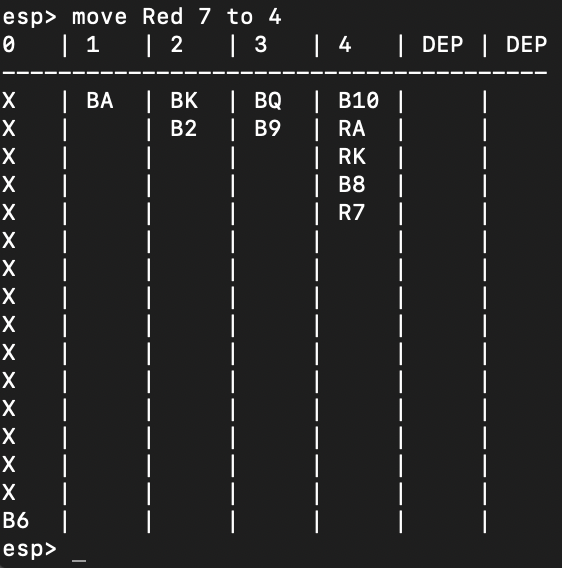 esp> move Red 7 to 4
0   | 1   | 2   | 3   | 4   | DEP | DEP
---------------------------------------
X   | BA  | BK  | BQ  | B10 |     |
X   |     | B2  | B9  | RA  |     |
X   |     |     |     | RK  |     |
X   |     |     |     | B8  |     |
X   |     |     |     | R7  |     |
X   |     |     |     |     |     |
X   |     |     |     |     |     |
X   |     |     |     |     |     |
X   |     |     |     |     |     |
X   |     |     |     |     |     |
X   |     |     |     |     |     |
X   |     |     |     |     |     |
X   |     |     |     |     |     |
X   |     |     |     |     |     |
X   |     |     |     |     |     |
B6  |     |     |     |     |     |
esp> _